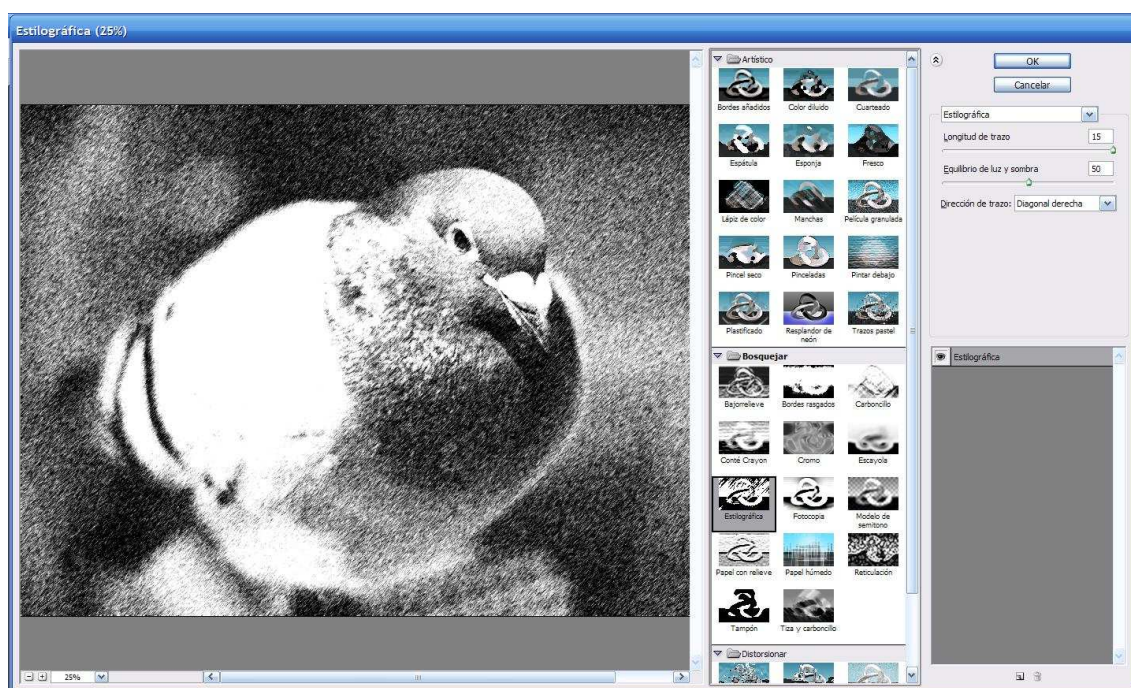 Estilográfica (25%)
Artístico
Bordes añadidos
Color diluido
Cuarteado
Espátula
Esponja
Fresco
Lápiz de color
Manchas
Película granulada
Pincel seco
Pinceladas
Pintar debajo
Plastificado
Resplandor de
neón
Trazos pastel
Bosquejar
Bajorrelieve
Bordes rasgados
Carboncillo
Conté Crayon
Cromo
Escayola
Estilográfica
Fotocopia
Modelo de
semitono
Papel con relieve
Papel húmedo
Reticulación
Tampón
Tiza y carboncillo
Distorsionar
OK
Cancelar
Estilográfica
Longitud de trazo 15
Equilibrio de luz y sombra 50
Dirección de trazo: Diagonal derecha
Estilográfica
25%